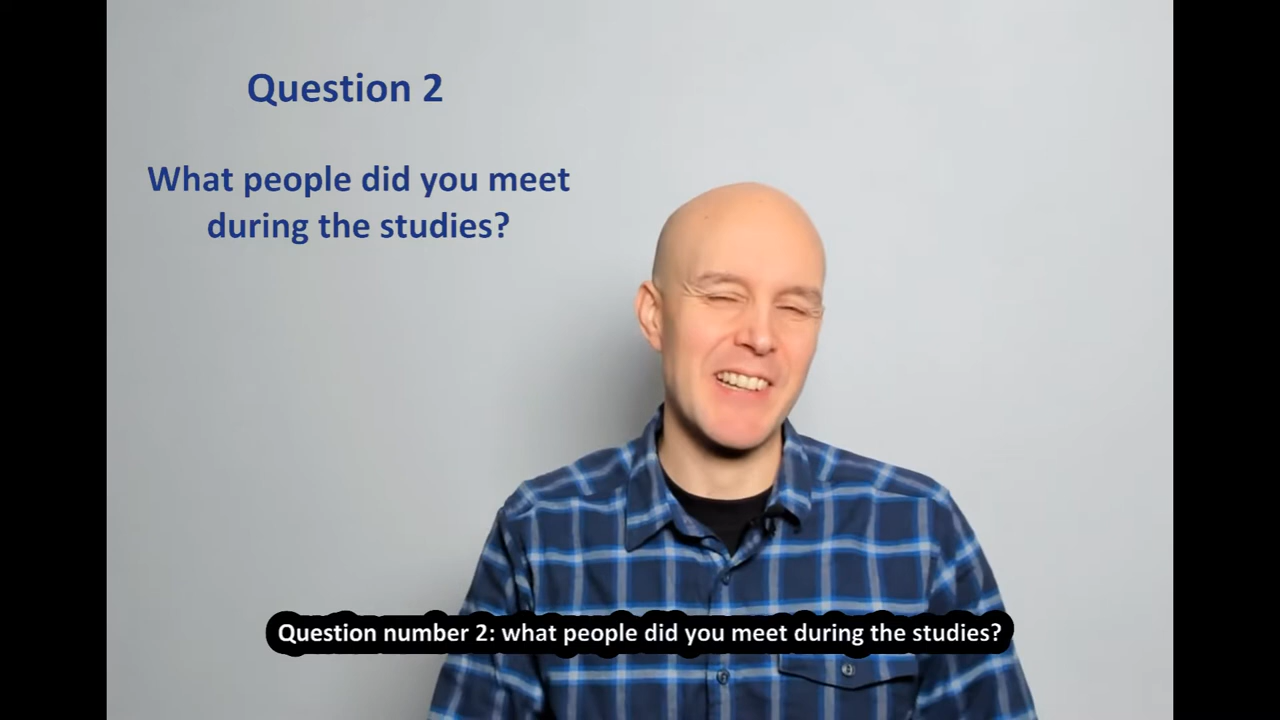 Question 2
What people did you meet
during the studies?
Question number 2: what people did you meet during the studies?